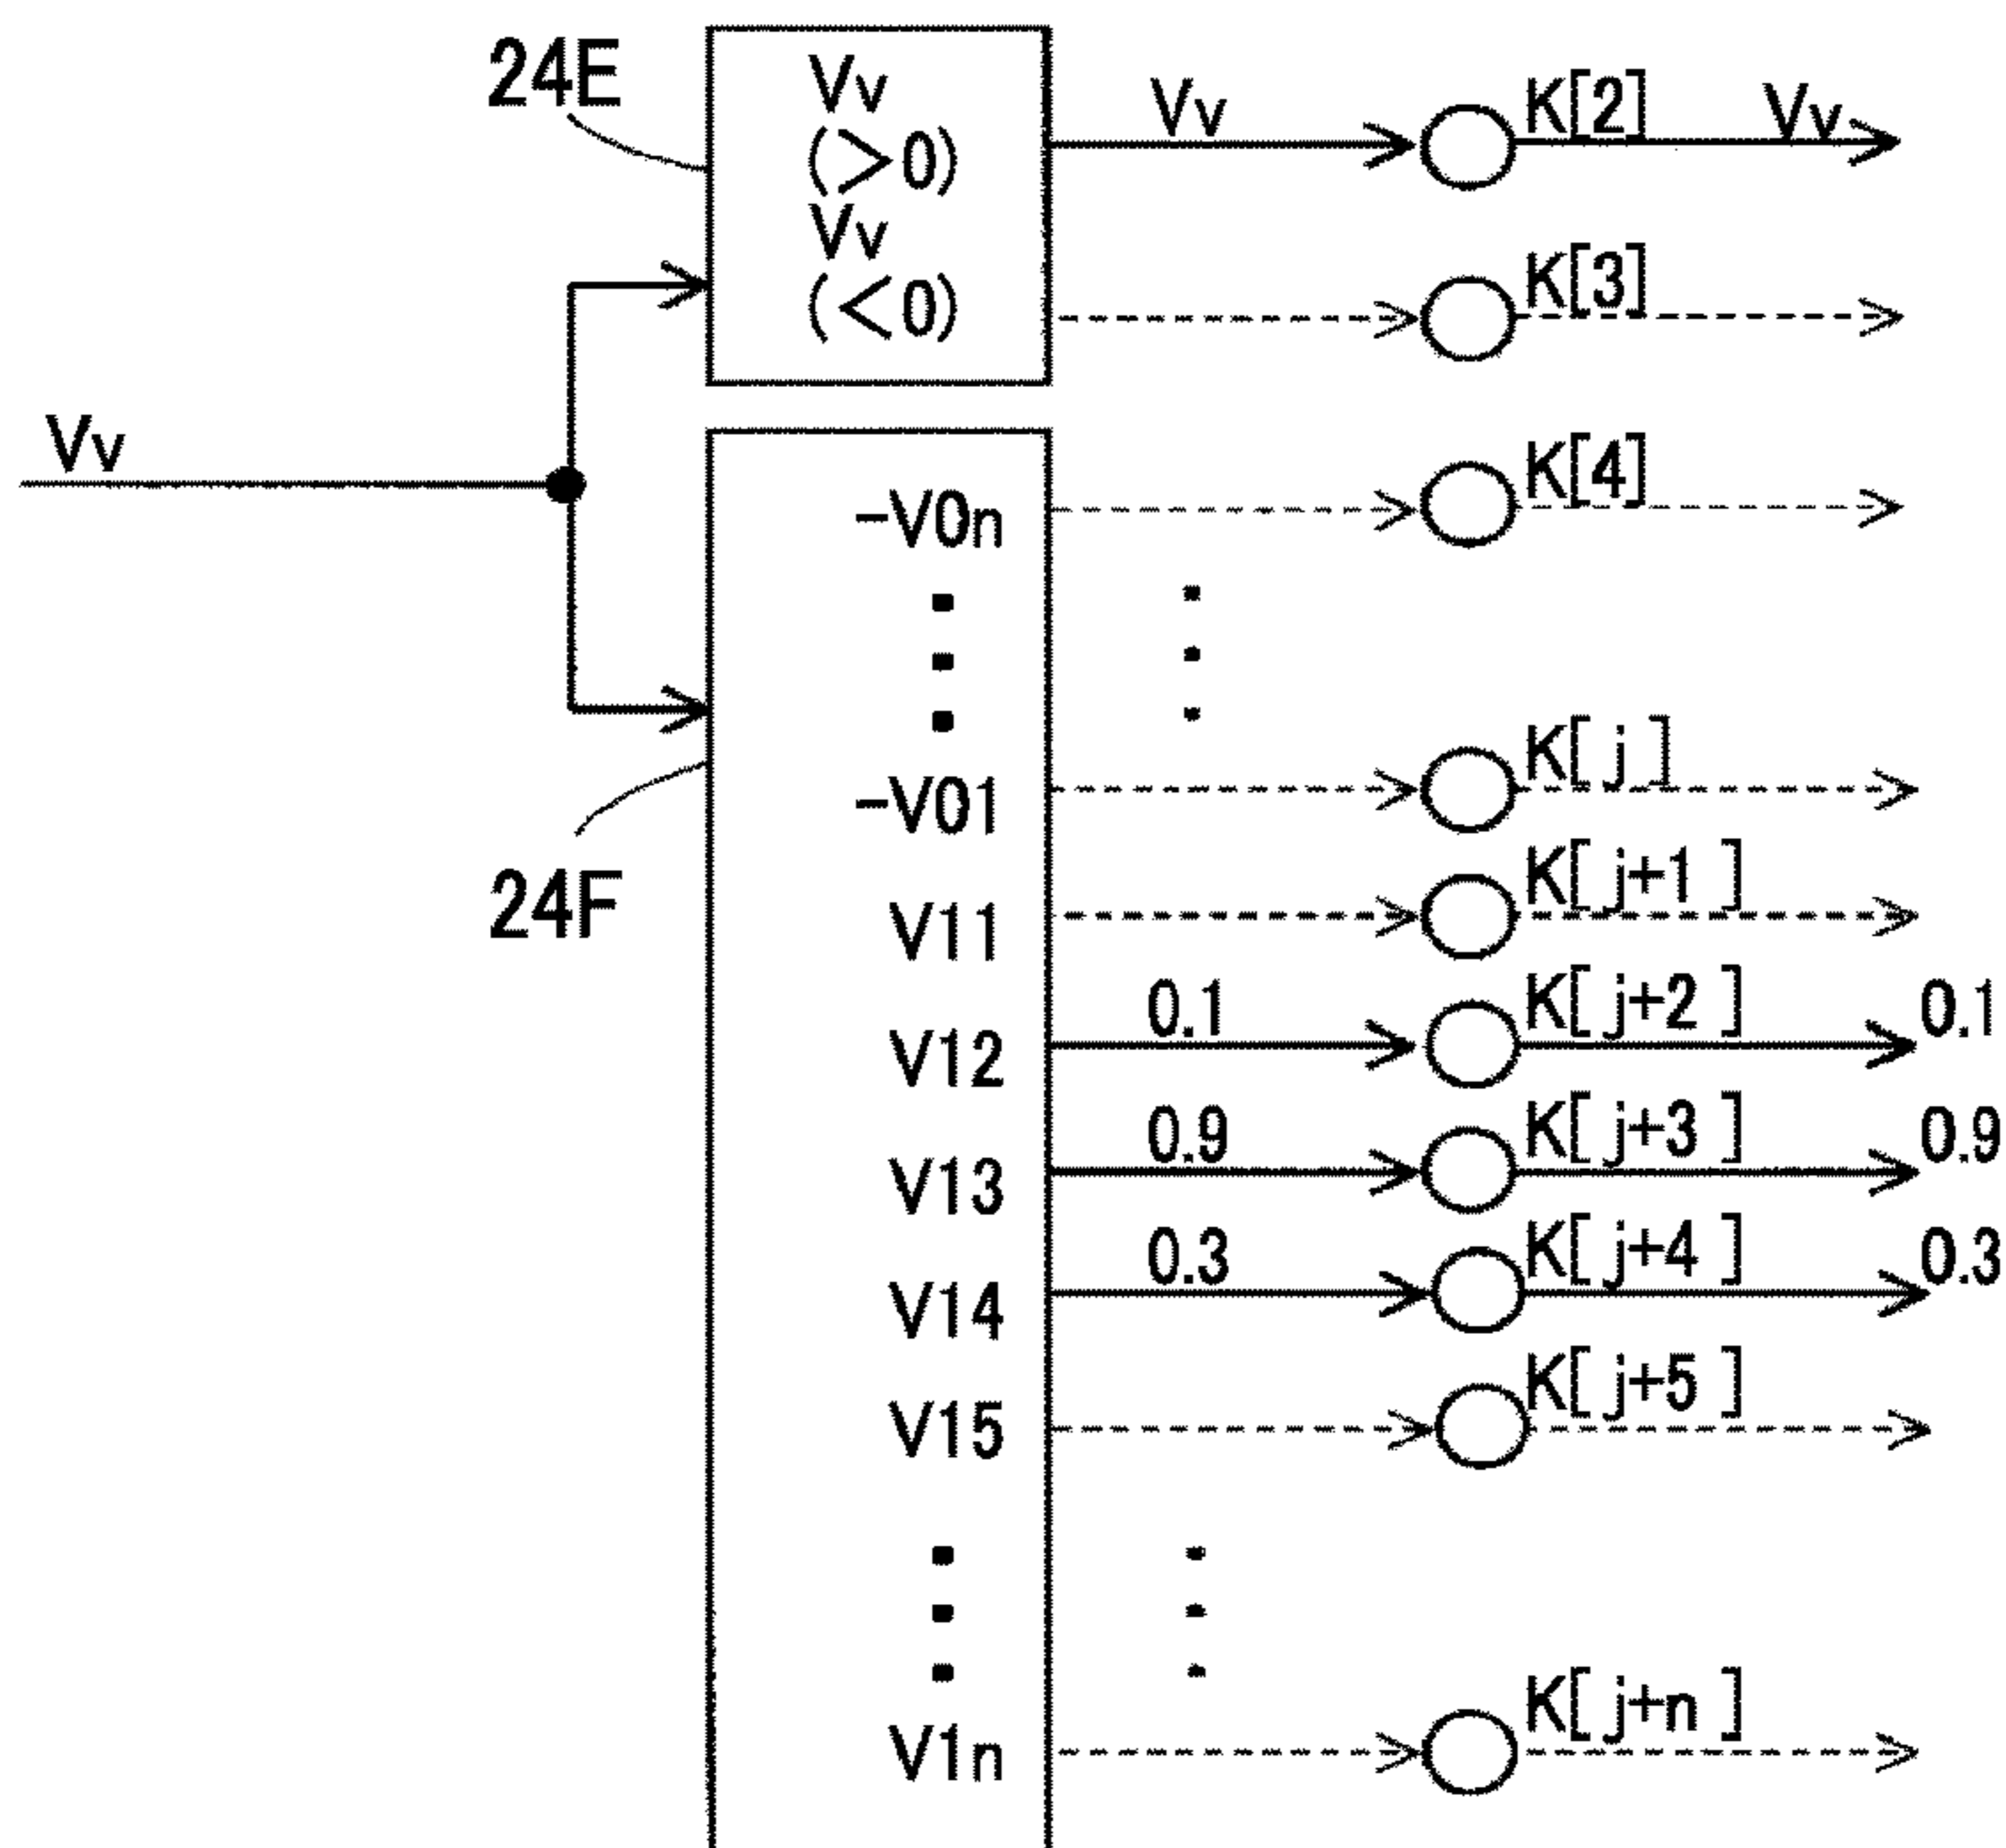 24E
Vv
(>0)
Vv
(<0)
Vv
K[2]
Vv
K[3]
Vv
-V0n
K[4]
-V01
K[ j ]
24F
V11
K[ j+1 ]
V12
0.1
K[ j+2 ]
0.1
V13
0.9
K[ j+3 ]
0.9
V14
0.3
K[ j+4 ]
0.3
V15
K[ j+5 ]
V1n
K[ j+n ]